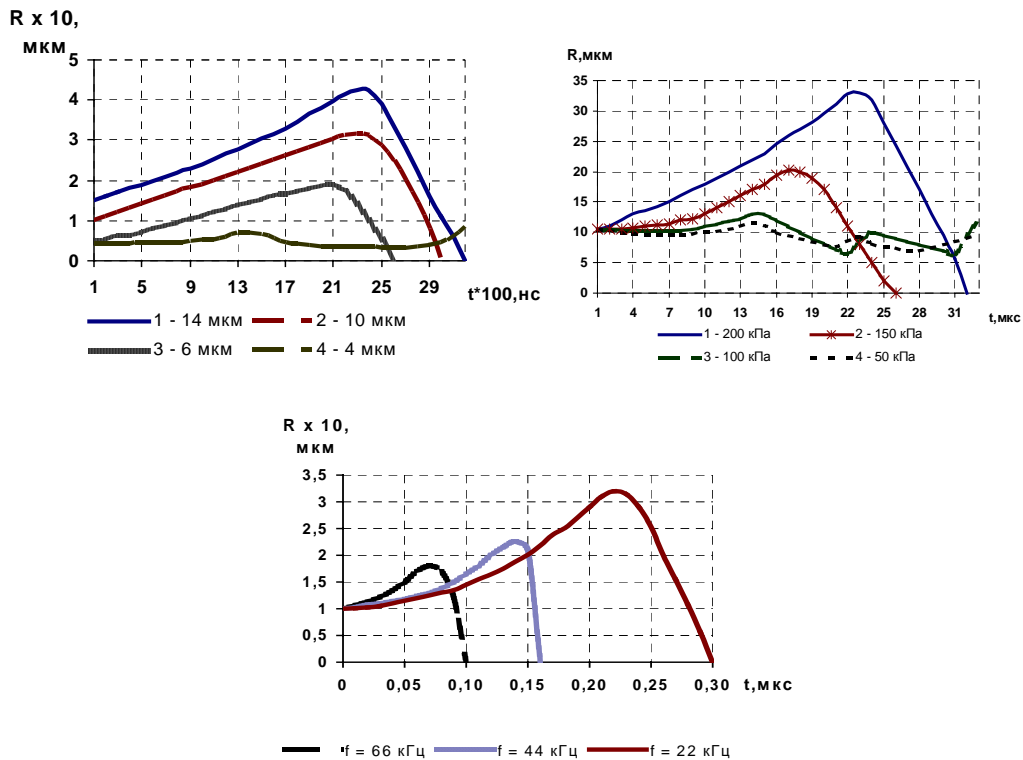 R x 10,
мкм
5
4
3
2
1
0
1 5 9 13 17 21 25 29
t*100,нс
1 - 14 мкм 2 - 10 мкм
3 - 6 мкм 4 - 4 мкм
R,мкм
35
30
25
20
15
10
5
0
1 4 7 10 13 16 19 22 25 28 31 t,мкс
1 - 200 кПа 2 - 150 кПа
3 - 100 кПа 4 - 50 кПа
R x 10,
мкм
3,5
3
2,5
2
1,5
1
0,5
0
0 0,05 0,10 0,15 0,20 0,25 0,30 t,мкс
f = 66 кГц f = 44 кГц f = 22 кГц